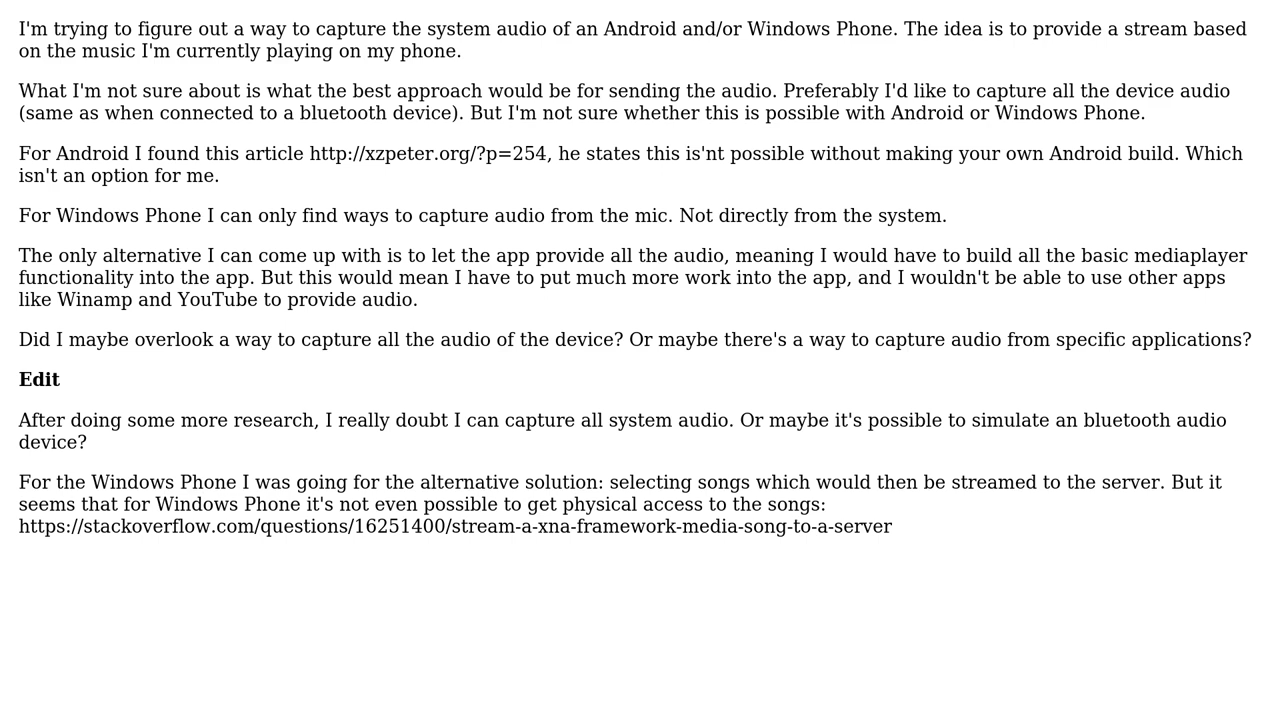 I'm trying to figure out a way to capture the system audio of an Android and/or Windows Phone. The idea is to provide a stream based
on the music I'm currently playing on my phone.
What I'm not sure about is what the best approach would be for sending the audio. Preferably I'd like to capture all the device audio
(same as when connected to a bluetooth device). But I'm not sure whether this is possible with Android or Windows Phone.
For Android I found this article http://xzpeter.org/?p=254, he states this is'nt possible without making your own Android build. Which
isn't an option for me.
For Windows Phone I can only find ways to capture audio from the mic. Not directly from the system.
The only alternative I can come up with is to let the app provide all the audio, meaning I would have to build all the basic mediaplayer
functionality into the app. But this would mean I have to put much more work into the app, and I wouldn't be able to use other apps
like Winamp and YouTube to provide audio.
Did I maybe overlook a way to capture all the audio of the device? Or maybe there's a way to capture audio from specific applications?
Edit
After doing some more research, I really doubt I can capture all system audio. Or maybe it's possible to simulate an bluetooth audio
device?
For the Windows Phone I was going for the alternative solution: selecting songs which would then be streamed to the server. But it
seems that for Windows Phone it's not even possible to get physical access to the songs:
https://stackoverflow.com/questions/16251400/stream-a-xna-framework-media-song-to-a-server